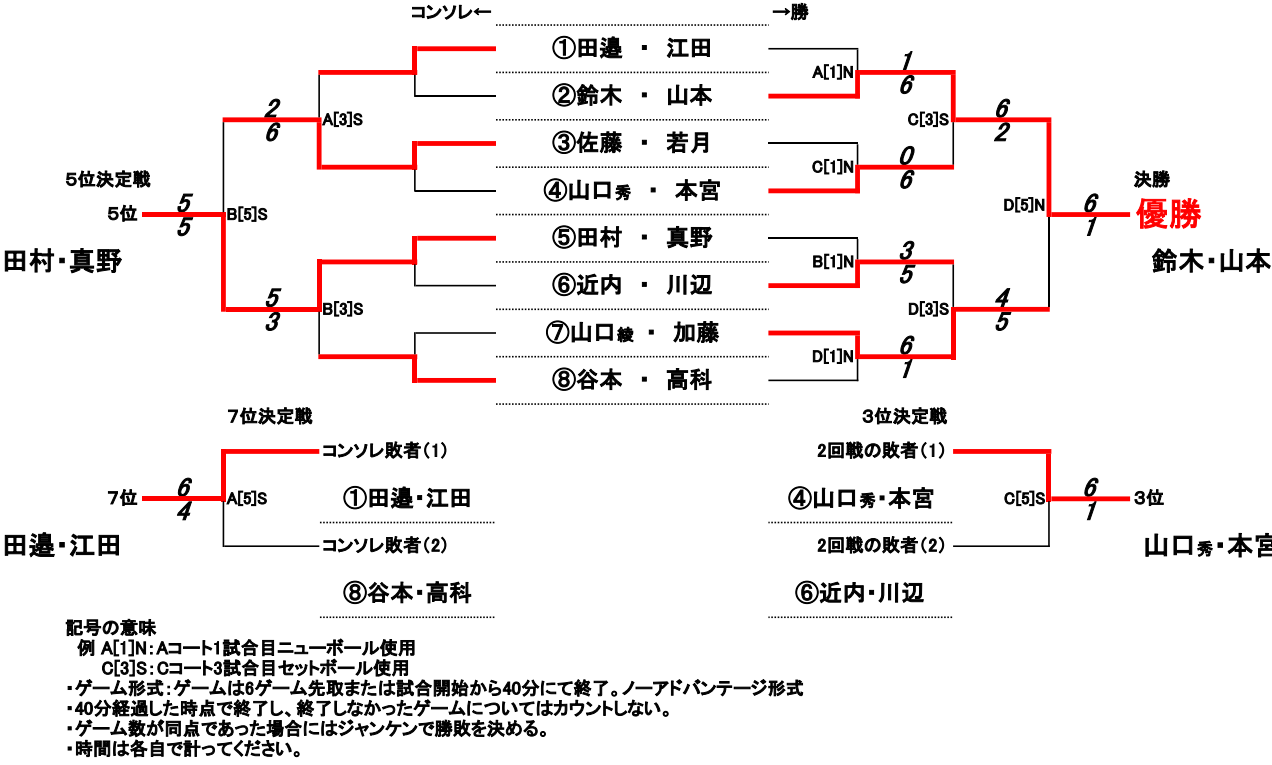 コンソレ← →勝
①田邉 ・ 江田
1
A[1]N
6
②鈴木 ・ 山本
2
A[3]S
6
C[3]S
6
2
③佐藤 ・ 若月
0
C[1]N
6
5位決定戦
④山口秀 ・ 本宮
決勝
5位
5
5
B[5]S
D[5]N
6
1
優勝
⑤田村 ・ 真野
田村・真野
3
B[1]N
5
鈴木・山本
⑥近内 ・ 川辺
5
B[3]S
3
D[3]S
4
5
⑦山口綾 ・ 加藤
6
D[1]N
1
⑧谷本 ・ 高科
7位決定戦 3位決定戦
コンソレ敗者(1) 2回戦の敗者(1)
7位
6
4
A[5]S
①田邉・江田
④山口秀・本宮
C[5]S
6
1
3位
田邉・江田
コンソレ敗者(2) 2回戦の敗者(2)
山口秀・本宮
⑧谷本・高科 ⑥近内・川辺
記号の意味
例 A[1]N:Aコート1試合目ニューボール使用
C[3]S:Cコート3試合目セットボール使用
・ゲーム形式:ゲームは6ゲーム先取または試合開始から40分にて終了。ノーアドバンテージ形式
・40分経過した時点で終了し、終了しなかったゲームについてはカウントしない。
・ゲーム数が同点であった場合にはジャンケンで勝敗を決める。
・時間は各自で計ってください。